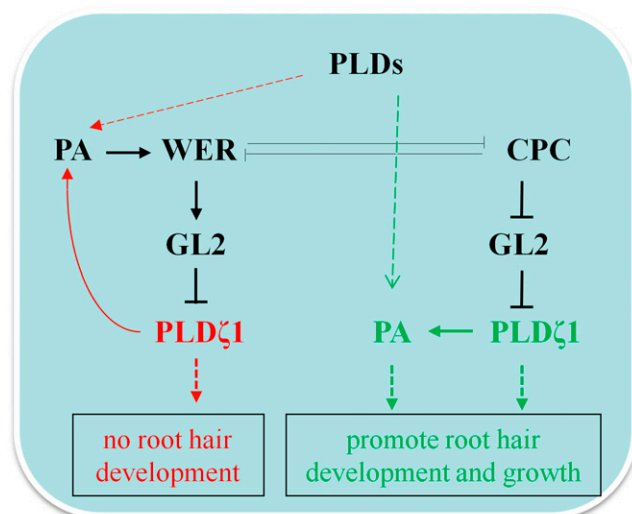 PLDs
PA WER CPC
GL2 GL2
PLDζ1 PA PLDζ1
no root hair
development
promote root hair
development and growth